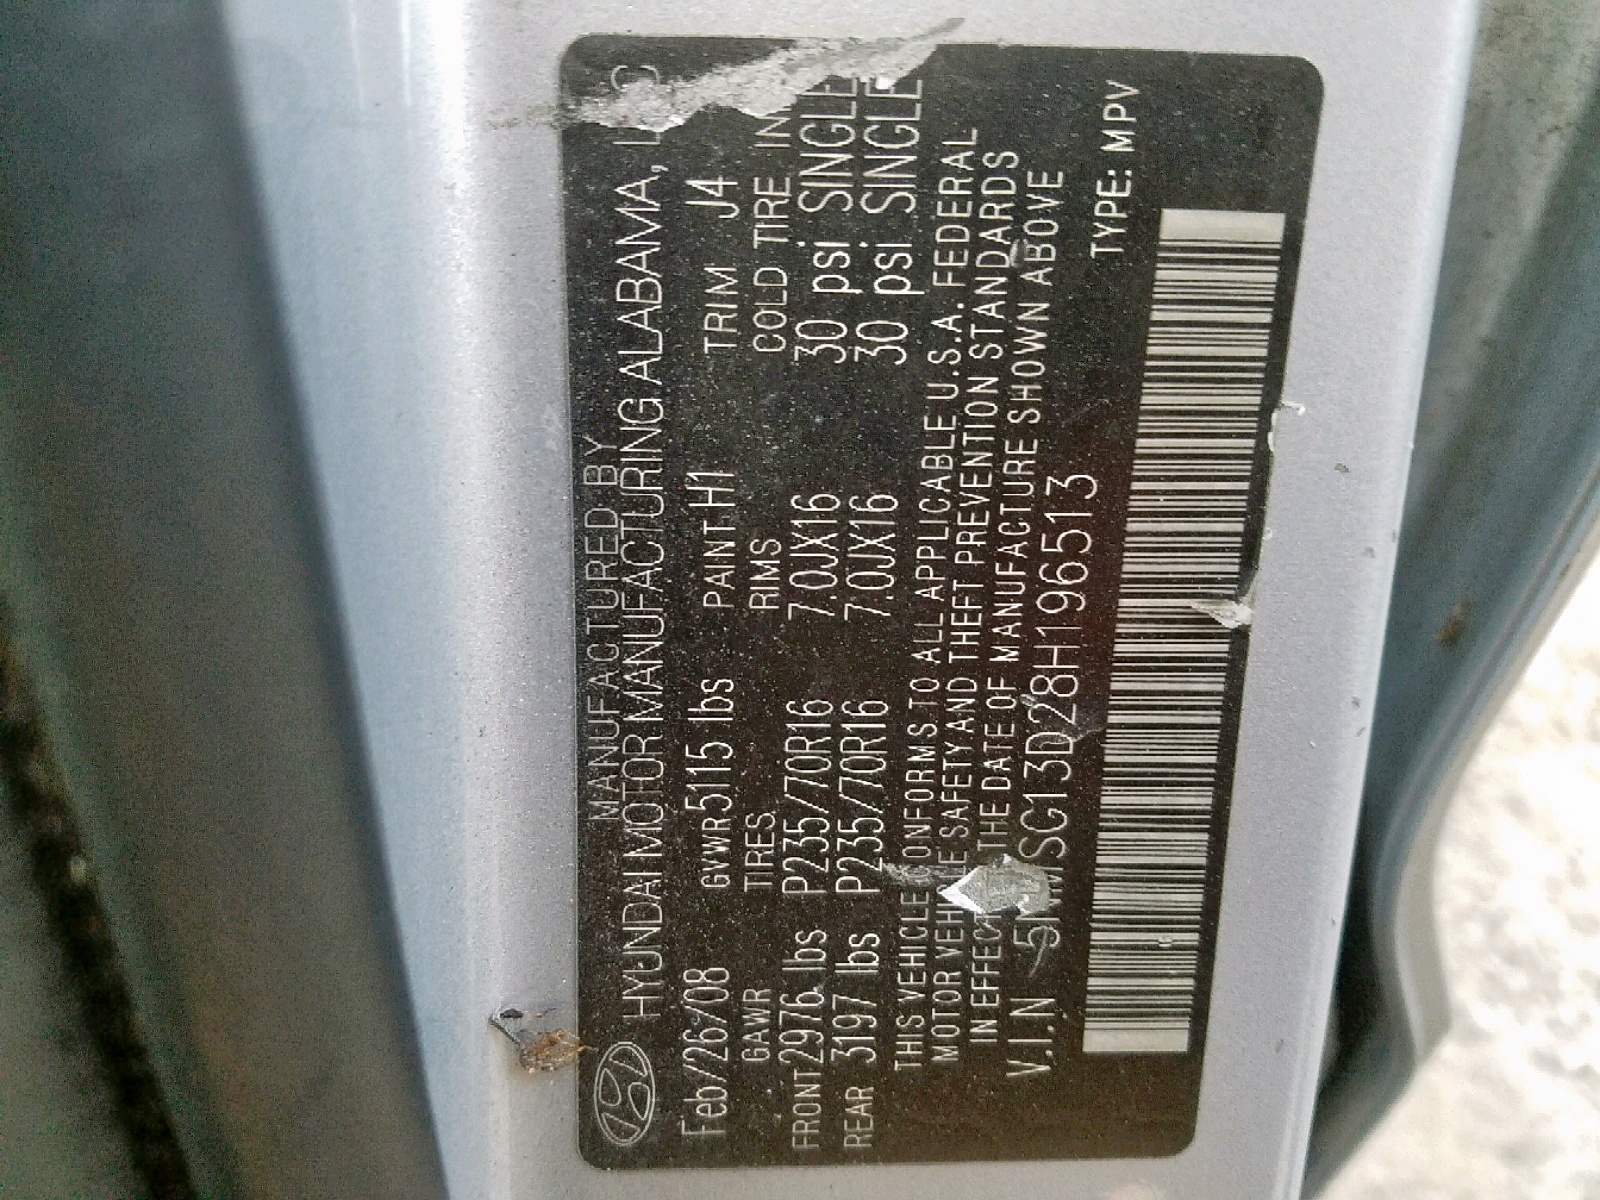 MANUFACTURED BY
HYUNDAI MOTOR MANUFACTURING ALABAMA,
Feb/26/08 GVWR 5115 lbs PAINT H1 TRIM J4
GAWR TIRES RIMS COLD TIRE IN
FRONT 2976 lbs P235/70R16 7.0JX16 30 psi SINGLE
REAR 3197 lbs P235/70R16 7.0JX16 30 psi SINGLE
THIS VEHICLE CONFORMS TO ALL APPLICABLE U.S.A. FEDERAL
MOTOR VEHICLE SAFETY AND THEFT PREVENTION STANDARDS
IN EFFECT THE DATE OF MANUFACTURE SHOWN ABOVE
V.I.N 5NMSG13D28H196513
TYPE: MPV